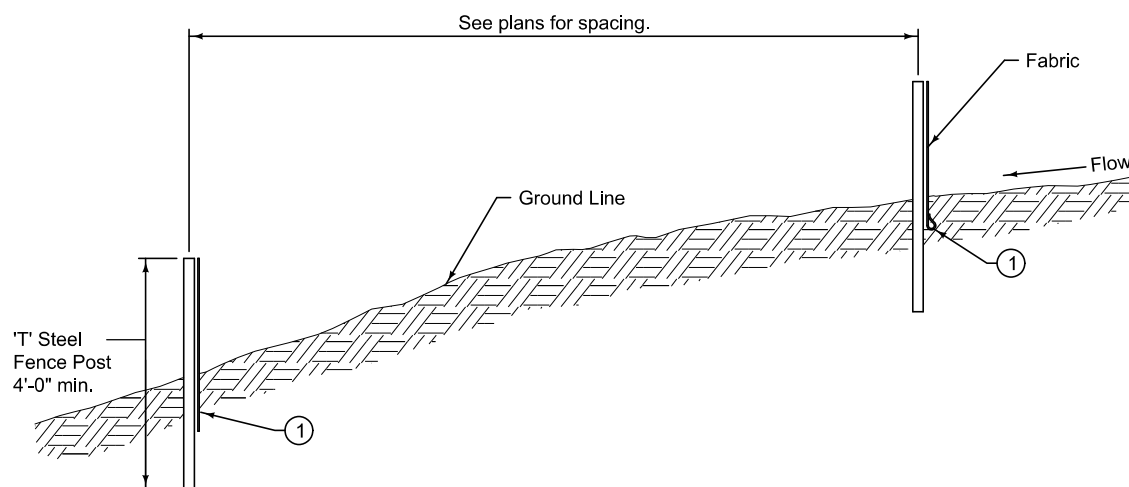 See plans for spacing.
Fabric
Flow
Ground Line
1
'T' Steel
Fence Post
4'-0" min.
1